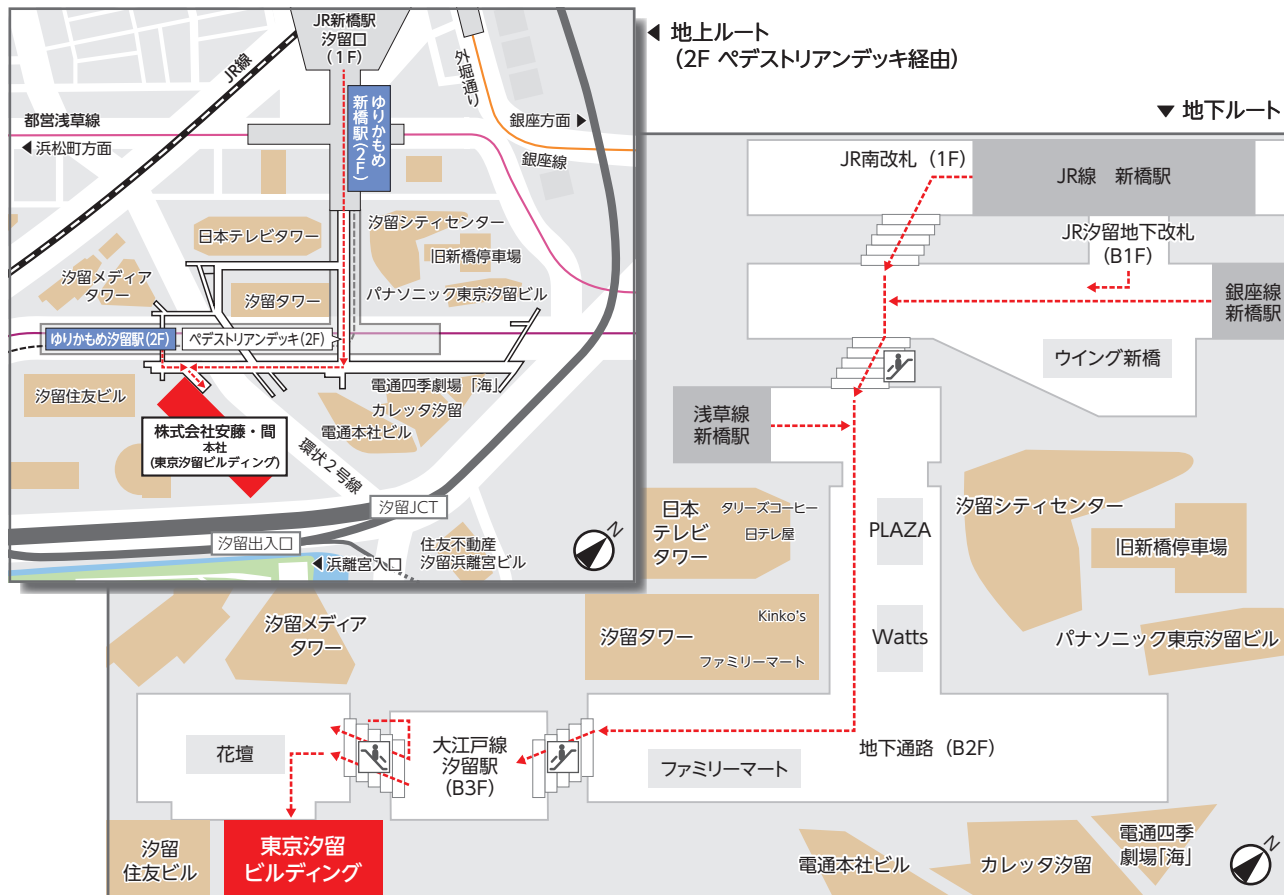 JR新橋駅
汐留口
(1F)
JR線
外堀通り
ゆりかもめ
新橋駅(2F)
都営浅草線
◀浜松町方面
銀座方面▶
銀座線
日本テレビタワー
汐留シティセンター
旧新橋停車場
汐留メディア
タワー
汐留タワー
パナソニック東京汐留ビル
ゆりかもめ汐留駅(2F)
ペデストリアンデッキ(2F)
汐留住友ビル
電通四季劇場「海」
カレッタ汐留
電通本社ビル
株式会社安藤・間
本社
(東京汐留ビルディング)
環状2号線
汐留JCT
汐留出入口
◀浜離宮入口
住友不動産
汐留浜離宮ビル
N
◀ 地上ルート
(2F ペデストリアンデッキ経由)
▼ 地下ルート
JR南改札(1F)
JR線 新橋駅
JR汐留地下改札
(B1F)
銀座線
新橋駅
ウイング新橋
浅草線
新橋駅
日本
テレビ
タワー
タリーズコーヒー
日テレ屋
PLAZA
汐留シティセンター
旧新橋停車場
汐留メディア
タワー
汐留タワー
Kinko's
ファミリーマート
Watts
パナソニック東京汐留ビル
花壇
大江戸線
汐留駅
(B3F)
ファミリーマート
地下通路(B2F)
汐留
住友ビル
東京汐留
ビルディング
電通本社ビル
カレッタ汐留
電通四季
劇場「海」
N